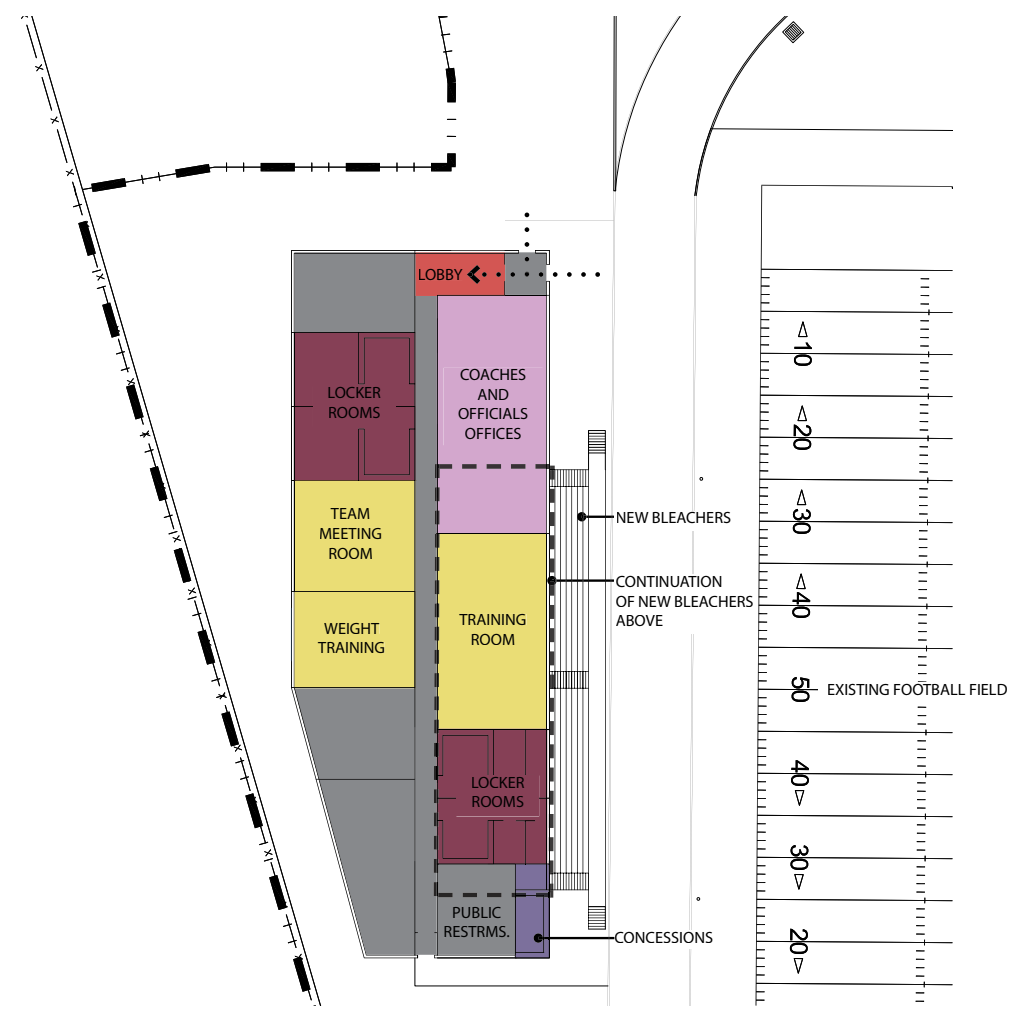 LOBBY
10
COACHES
AND
OFFICIALS
OFFICES
LOCKER
ROOMS
20
TEAM
MEETING
ROOM
NEW BLEACHERS
30
CONTINUATION
OF NEW BLEACHERS
ABOVE
40
TRAINING
ROOM
WEIGHT
TRAINING
50
EXISTING FOOTBALL FIELD
40
LOCKER
ROOMS
30
PUBLIC
RESTRMS.
CONCESSIONS
20